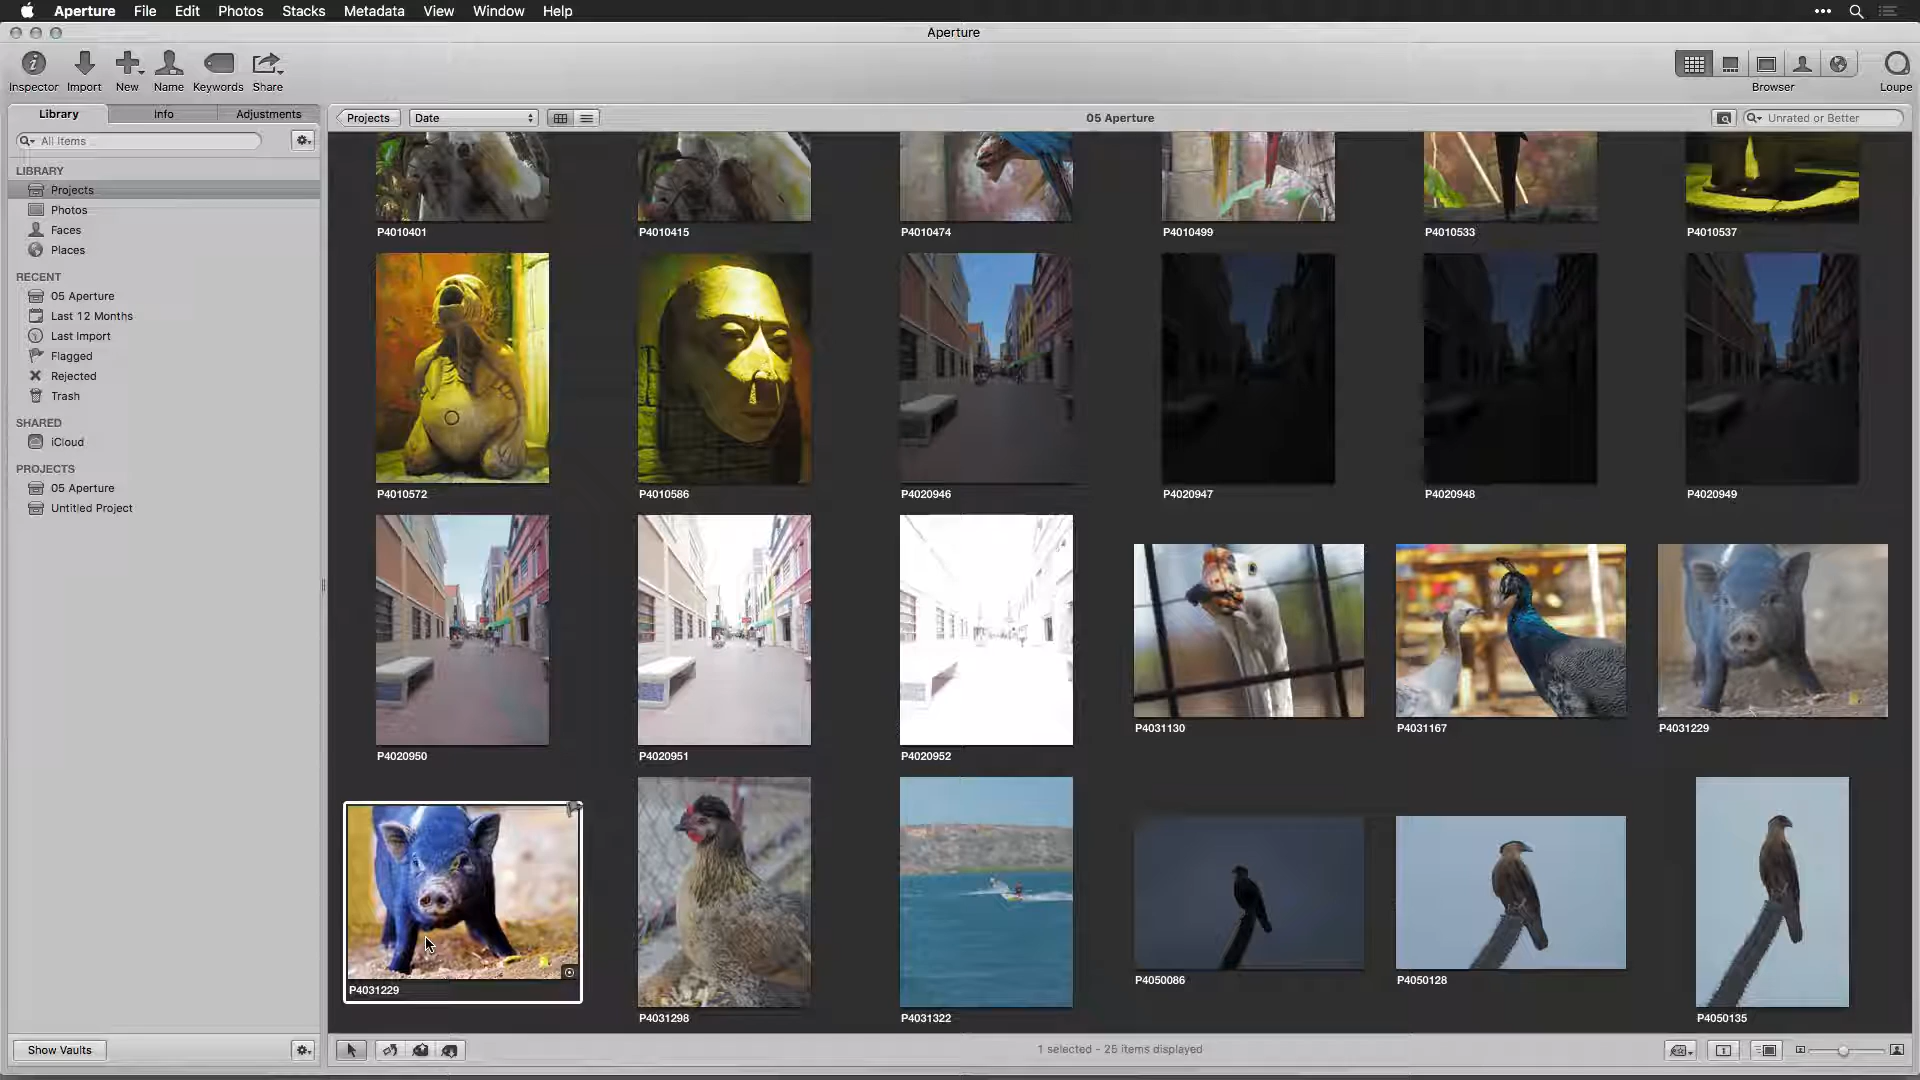 Aperture File Edit Photos Stacks Metadata View Window Help
Aperture
Inspector Import New Name Keywords Share Browser Loupe
Library Info Adjustments
Projects Date 05 Aperture Unrated or Better
All Items
LIBRARY
Projects
Photos
Faces
Places
RECENT
05 Aperture
Last 12 Months
Last Import
Flagged
Rejected
Trash
SHARED
iCloud
PROJECTS
05 Aperture
Untitled Project
P4010401 P4010415 P4010474 P4010499 P4010533 P4010537
P4010572 P4010586 P4020946 P4020947 P4020948 P4020949
P4020950 P4020951 P4020952 P4031130 P4031167 P4031229
P4031229 P4031298 P4031322 P4050086 P4050128 P4050135
Show Vaults 1 selected - 25 items displayed